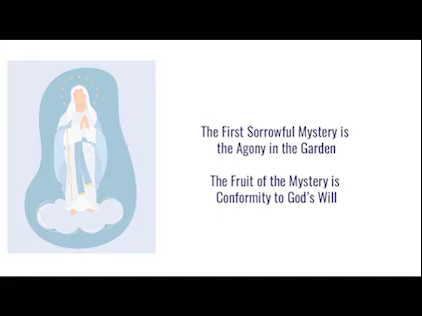 The First Sorrowful Mystery is
the Agony in the Garden
The Fruit of the Mystery is
Conformity to God's Will